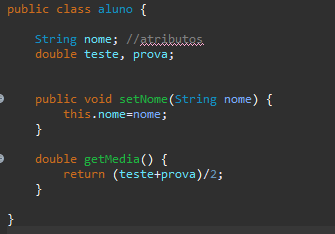 public class aluno {
String nome; //atributos
double teste, prova;
public void setNome(String nome) {
this.nome=nome;
}
double getMedia() {
return (teste+prova)/2;
}
}